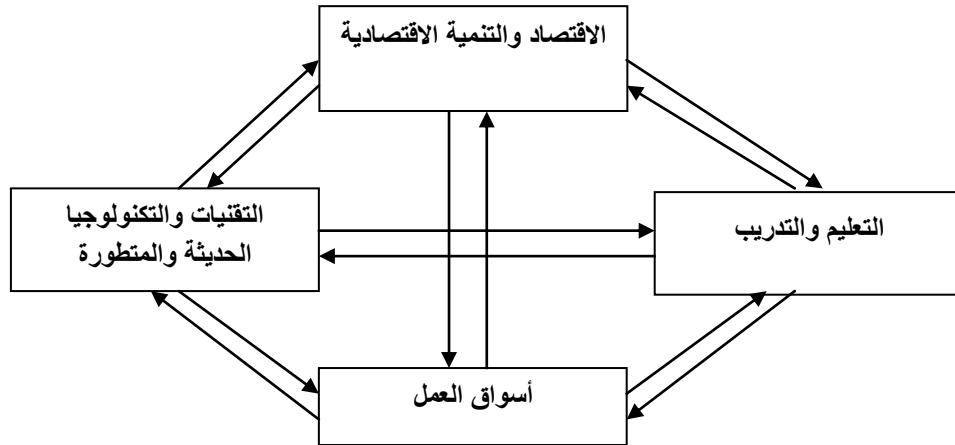 الاقتصاد والتنمية الاقتصادية
التقنيات والتكنولوجيا
الحديثة والمتطورة
التعليم والتدريب
أسواق العمل